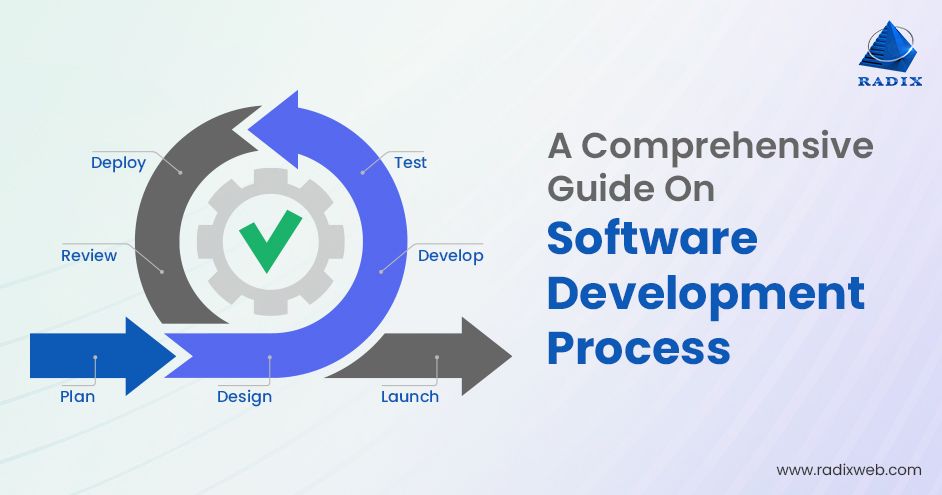 RADIX
A Comprehensive
Guide On
Software
Development
Process
Deploy
Test
Review
Develop
Plan
Design
Launch
www.radixweb.com